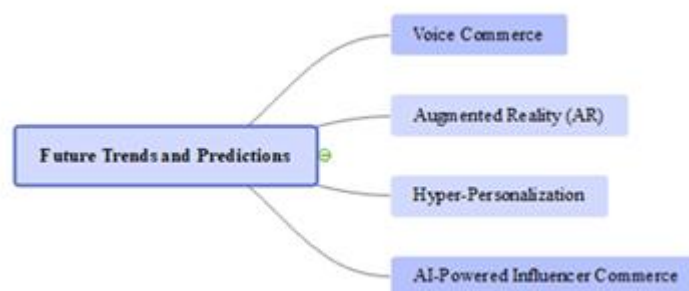 Voice Commerce
Augmented Reality (AR)
Future Trends and Predictions
Hyper-Personalization
AI-Powered Influencer Commerce